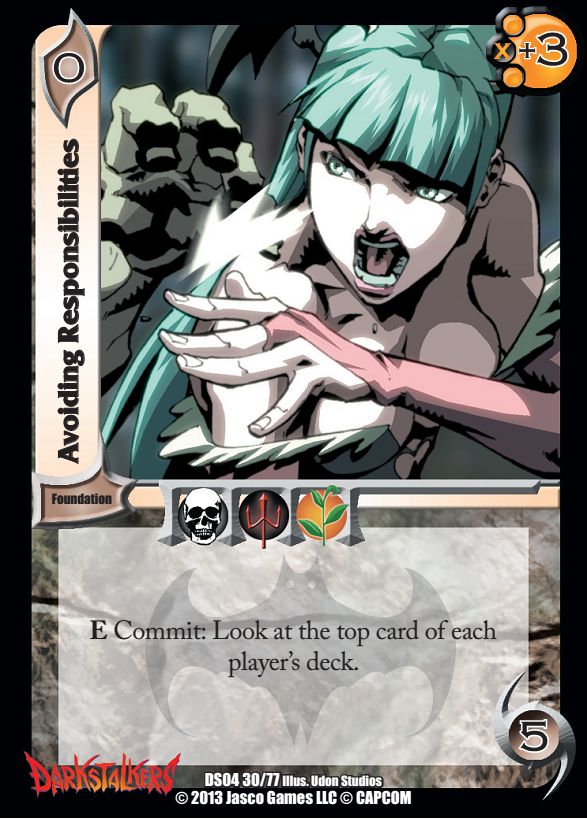 0
x +3
Avoiding Responsibilities
Foundation
E Commit: Look at the top card of each
player's deck.
5
DARKSTALKERS
DS04 30/77 Illus. Udon Studios
© 2013 Jasco Games LLC © CAPCOM